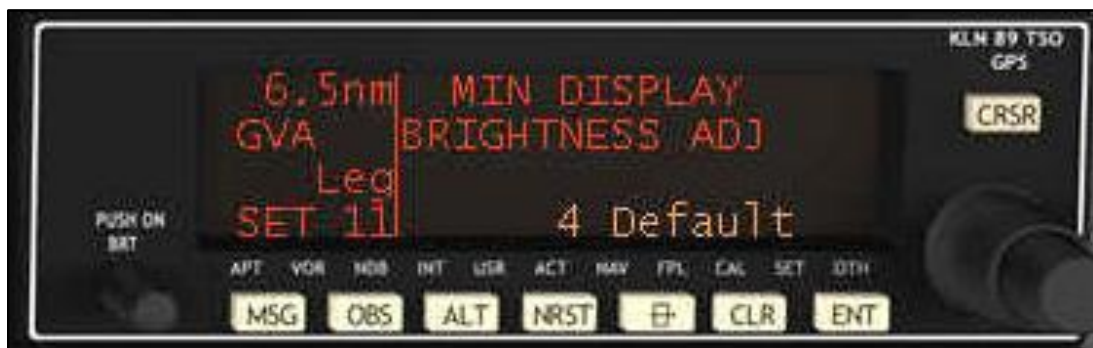 KLN 89 TSO
GPS
CRSR
6.5nm MIN DISPLAY
GVA BRIGHTNESS ADJ
Leg
SET 11 4 Default
PUSH ON
BRT
APT VOR NDB INT USR ACT NAV FPL CAL SET OTH
MSG OBS ALT NRST CLR ENT